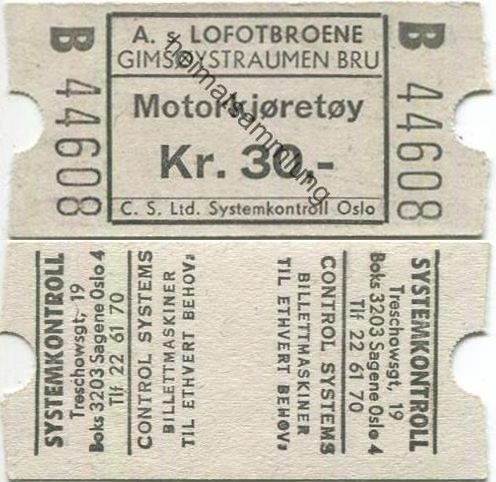 B 44608
A. S LOFOTBROENE
GIMSØYSTRAUMEN BRU
Motorkjøretøy
Kr. 30,-
C. S. Ltd. Systemkontroll Oslo
B 44608
heimatsammlung
SYSTEMKONTROLL
Treschowsgt, 19
Boks 3203 Sagene Oslo 4
Tlf 22 61 70
CONTROL SYSTEMS
BILLETTMASKINER
TIL ETHVERT BEHOV
SYSTEMKONTROLL
Treschowsgt, 19
Boks 3203 Sagene Oslo 4
Tlf 22 61 70
CONTROL SYSTEMS
BILLETTMASKINER
TIL ETHVERT BEHOV